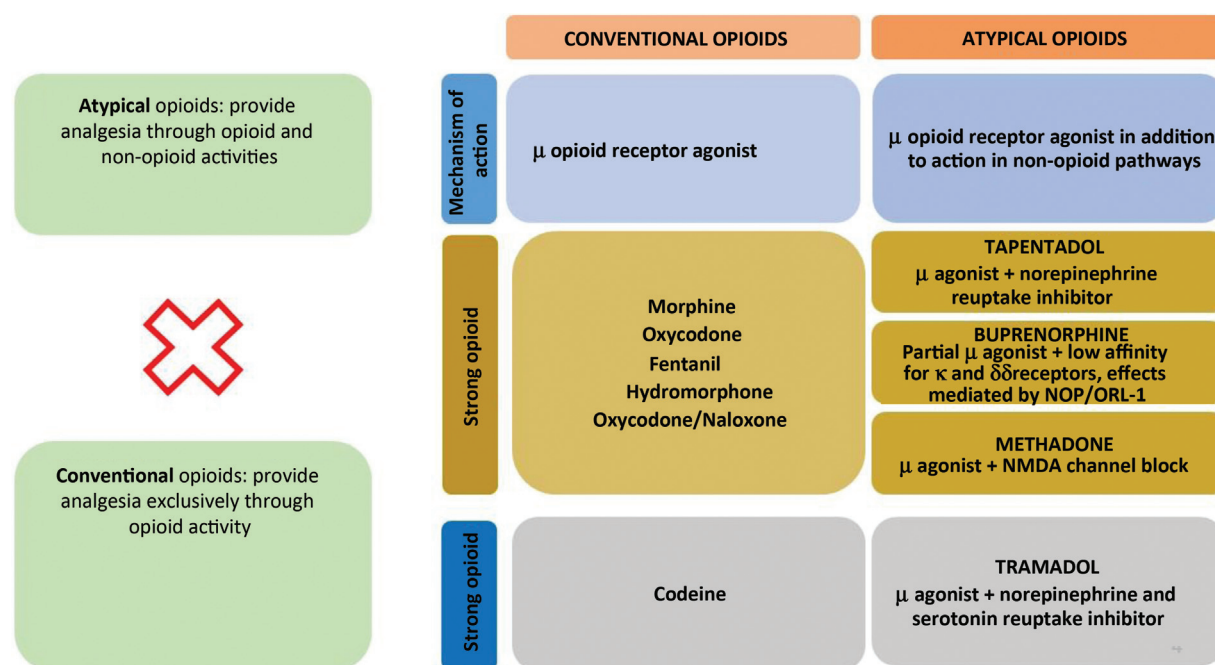 CONVENTIONAL OPIOIDS
ATYPICAL OPIOIDS
Atypical opioids: provide
analgesia through opioid and
non-opioid activities
Conventional opioids: provide
analgesia exclusively through
opioid activity
Mechanism of
action
μ opioid receptor agonist
μ opioid receptor agonist in addition
to action in non-opioid pathways
Strong opioid
Morphine
Oxycodone
Fentanil
Hydromorphone
Oxycodone/Naloxone
TAPENTADOL
μ agonist + norepinephrine
reuptake inhibitor
BUPRENORPHINE
Partial μ agonist + low affinity
for κ and δδreceptors, effects
mediated by NOP/ORL-1
METHADONE
μ agonist + NMDA channel block
Strong opioid
Codeine
TRAMADOL
μ agonist + norepinephrine and
serotonin reuptake inhibitor